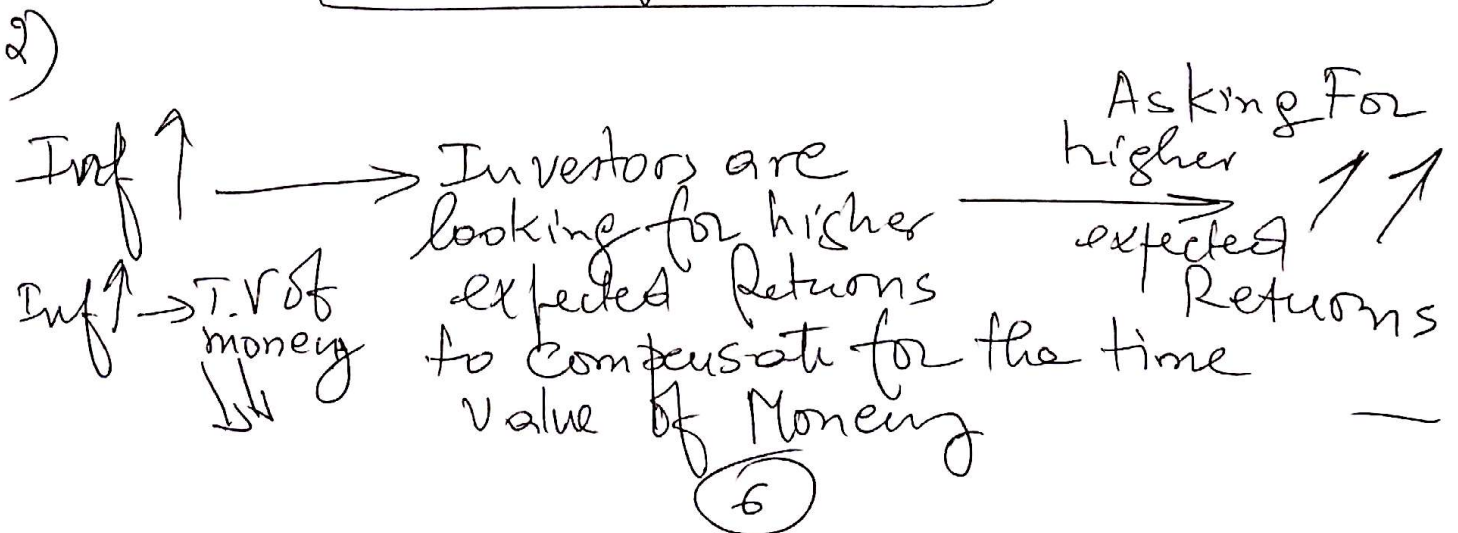 2)
Inf ↑ → Investors are looking for higher expected Returns to compensate for the time value of Money → Asking For higher expected Returns ↑↑
Inf ↑ → T.V of money ↓↓
6